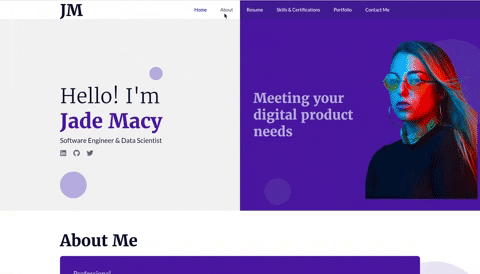 JM
Home About Resume Skills & Certifications Portfolio Contact Me
Hello! I'm
Jade Macy
Software Engineer & Data Scientist
Meeting your
digital product
needs
About Me
Professional